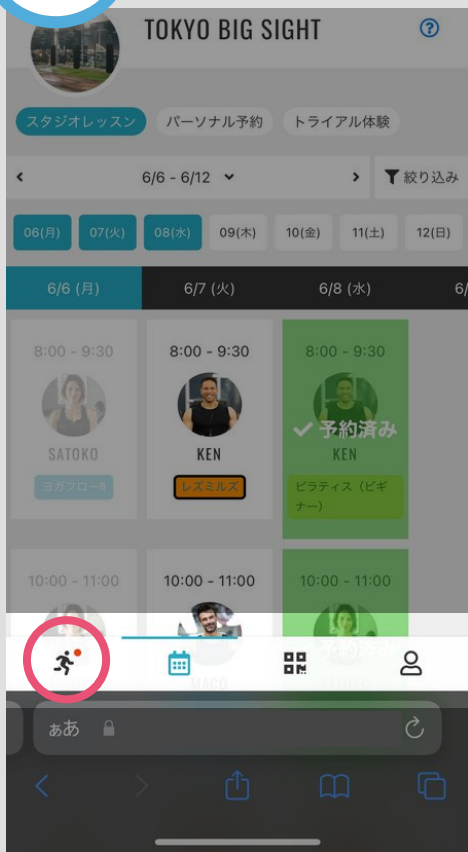 TOKYO BIG SIGHT
スタジオレッスン パーソナル予約 トライアル体験
6/6 - 6/12 絞り込み
06(月) 07(火) 08(水) 09(木) 10(金) 11(土) 12(日)
6/6 (月) 6/7 (火) 6/8 (水) 6/
8:00 - 9:30 8:00 - 9:30 8:00 - 9:30
予約済み
SATOKO KEN KEN
ヨガフローII レズミルズ ピラティス（ビギ
ナー）
10:00 - 11:00 10:00 - 11:00 10:00 - 11:00
MACO
ぁあ